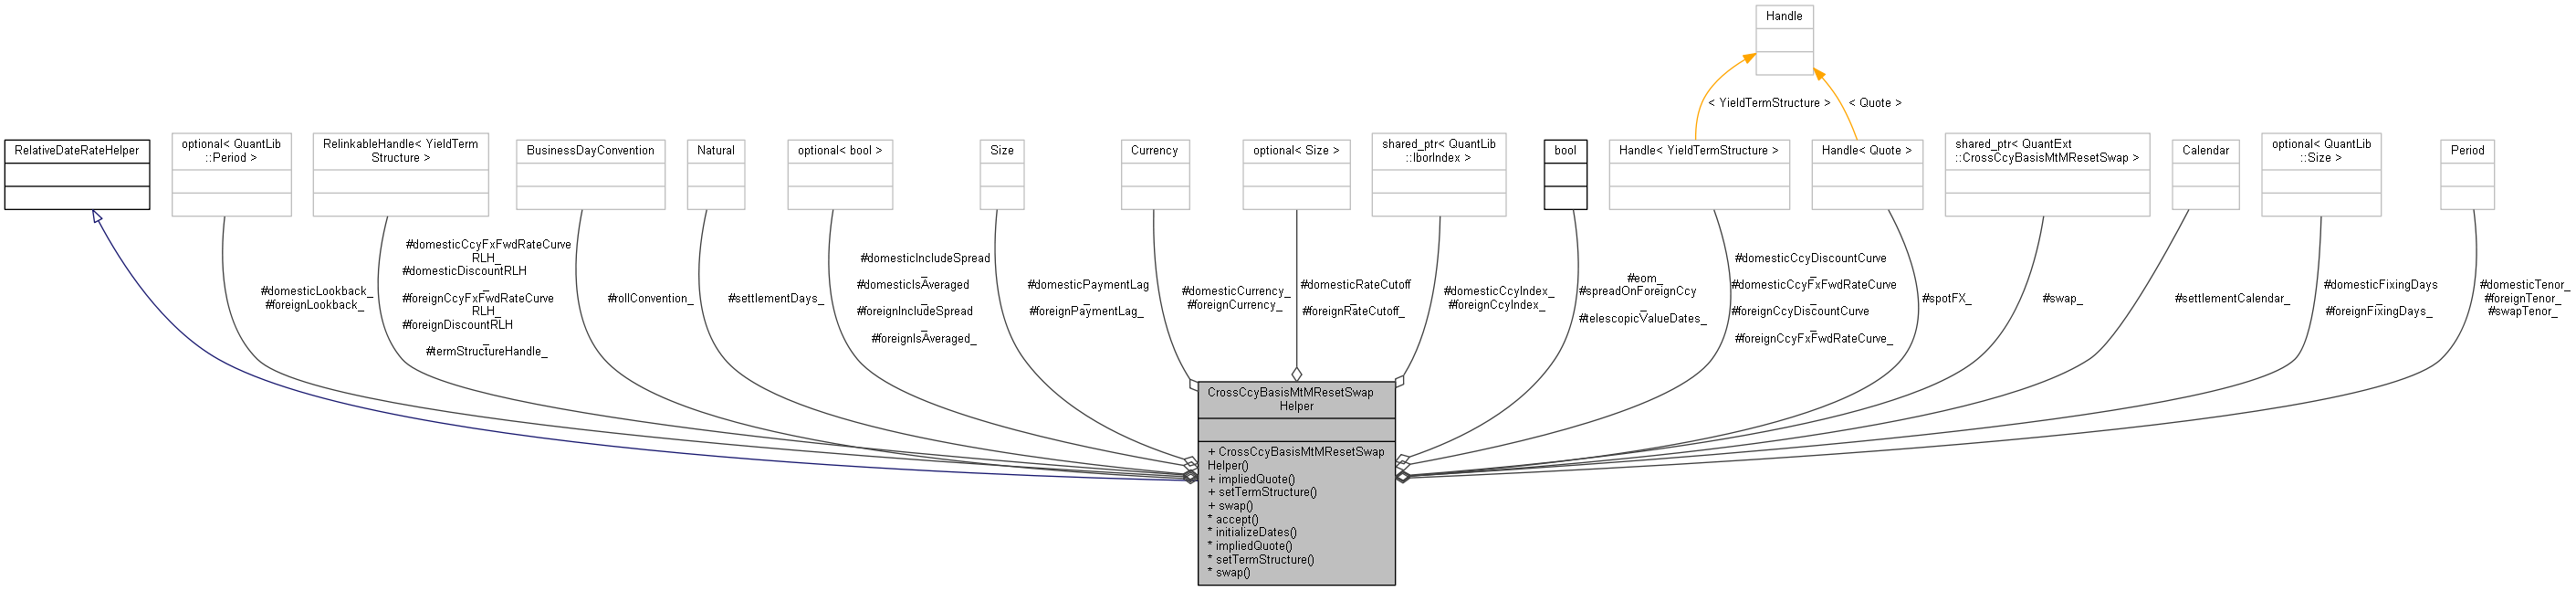 Handle
< YieldTermStructure >
< Quote >
RelativeDateRateHelper
optional< QuantLib
::Period >
RelinkableHandle< YieldTerm
Structure >
BusinessDayConvention
Natural
optional< bool >
Size
Currency
optional< Size >
shared_ptr< QuantLib
::IborIndex >
bool
Handle< YieldTermStructure >
Handle< Quote >
shared_ptr< QuantExt
::CrossCcyBasisMtMResetSwap >
Calendar
optional< QuantLib
::Size >
Period
#domesticLookback_
#foreignLookback_
#domesticCcyFxFwdRateCurve
RLH_
#domesticDiscountRLH
_
#foreignCcyFxFwdRateCurve
RLH_
#foreignDiscountRLH
_
#termStructureHandle_
#rollConvention_
#settlementDays_
#domesticIncludeSpread
_
#domesticIsAveraged
_
#foreignIncludeSpread
_
#foreignIsAveraged_
#domesticPaymentLag
_
#foreignPaymentLag_
#domesticCurrency_
#foreignCurrency_
#domesticRateCutoff
_
#foreignRateCutoff_
#domesticCcyIndex_
#foreignCcyIndex_
#eom_
#spreadOnForeignCcy
_
#telescopicValueDates_
#domesticCcyDiscountCurve
_
#domesticCcyFxFwdRateCurve
_
#foreignCcyDiscountCurve
_
#foreignCcyFxFwdRateCurve_
#spotFX_
#swap_
#settlementCalendar_
#domesticFixingDays
_
#foreignFixingDays_
#domesticTenor_
#foreignTenor_
#swapTenor_
CrossCcyBasisMtMResetSwap
Helper
+ CrossCcyBasisMtMResetSwap
Helper()
+ impliedQuote()
+ setTermStructure()
+ swap()
* accept()
* initializeDates()
* impliedQuote()
* setTermStructure()
* swap()